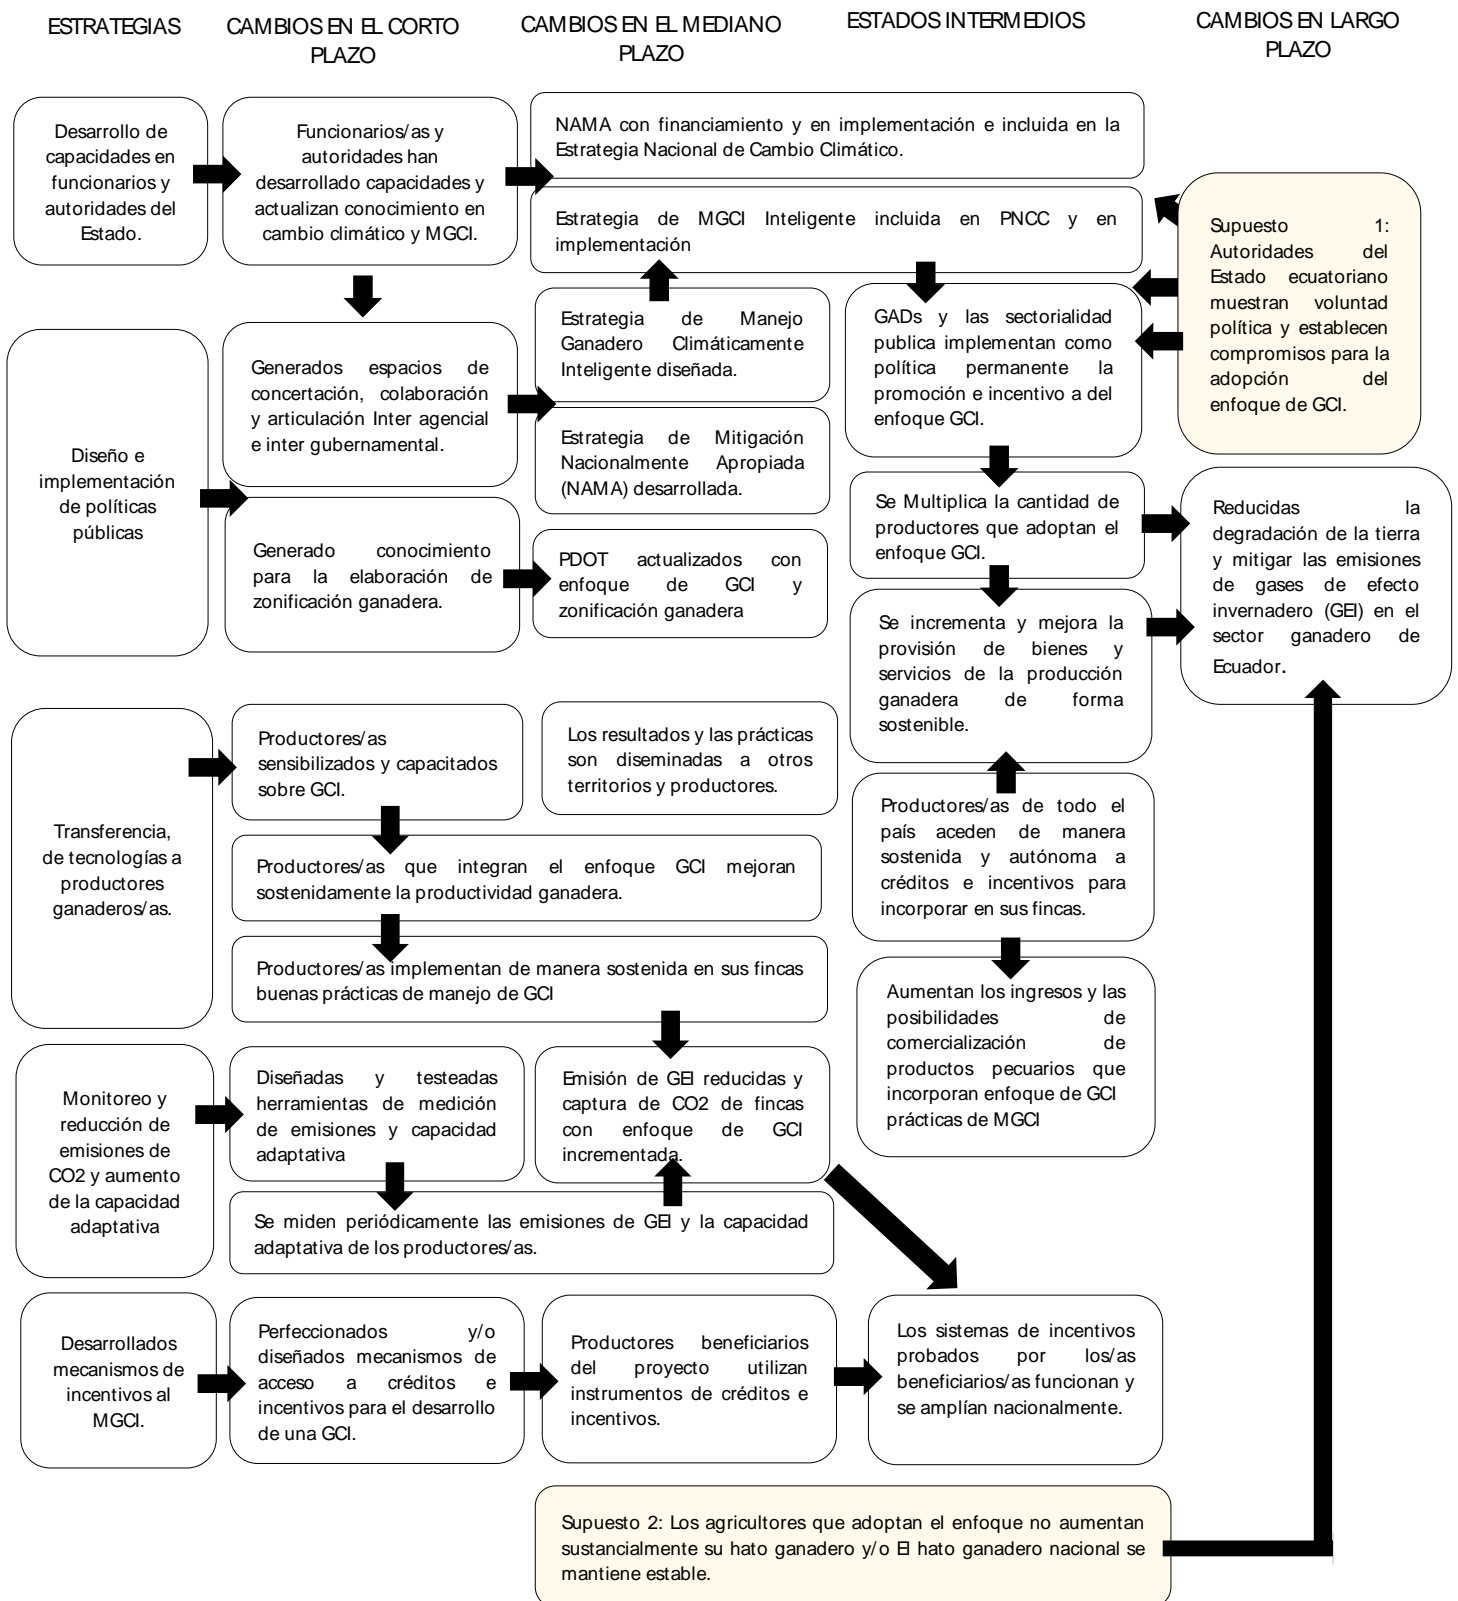 ESTRATEGIAS
CAMBIOS EN EL CORTO
PLAZO
CAMBIOS EN EL MEDIANO
PLAZO
ESTADOS INTERMEDIOS
CAMBIOS EN LARGO
PLAZO
Desarrollo de
capacidades en
funcionarios y
autoridades del
Estado.
Funcionarios/as y
autoridades han
desarrollado capacidades y
actualizan conocimiento en
cambio climático y MGCI.
NAMA con financiamiento y en implementación e incluida en la
Estrategia Nacional de Cambio Climático.
Estrategia de MGCI Inteligente incluida en PNCC y en
implementación
Supuesto 1:
Autoridades del
Estado ecuatoriano
muestran voluntad
política y establecen
compromisos para la
adopción del
enfoque de GCI.
Diseño e
implementación
de políticas
públicas
Generados espacios de
concertación, colaboración
y articulación Inter agencial
e inter gubernamental.
Generado conocimiento
para la elaboración de
zonificación ganadera.
Estrategia de Manejo
Ganadero Climáticamente
Inteligente diseñada.
Estrategia de Mitigación
Nacionalmente Apropiada
(NAMA) desarrollada.
PDOT actualizados con
enfoque de GCI y
zonificación ganadera
GADs y las sectorialidad
publica implementan como
política permanente la
promoción e incentivo a del
enfoque GCI.
Se Multiplica la cantidad de
productores que adoptan el
enfoque GCI.
Se incrementa y mejora la
provisión de bienes y
servicios de la producción
ganadera de forma
sostenible.
Reducidas la
degradación de la tierra
y mitigar las emisiones
de gases de efecto
invernadero (GEI) en el
sector ganadero de
Ecuador.
Transferencia,
de tecnologías a
productores
ganaderos/as.
Productores/as
sensibilizados y capacitados
sobre GCI.
Los resultados y las prácticas
son diseminadas a otros
territorios y productores.
Productores/as que integran el enfoque GCI mejoran
sostenidamente la productividad ganadera.
Productores/as implementan de manera sostenida en sus fincas
buenas prácticas de manejo de GCI
Productores/as de todo el
país aceden de manera
sostenida y autónoma a
créditos e incentivos para
incorporar en sus fincas.
Aumentan los ingresos y las
posibilidades de
comercialización de
productos pecuarios que
incorporan enfoque de GCI
prácticas de MGCI
Monitoreo y
reducción de
emisiones de
CO2 y aumento
de la capacidad
adaptativa
Diseñadas y testeadas
herramientas de medición
de emisiones y capacidad
adaptativa
Emisión de GEI reducidas y
captura de CO2 de fincas
con enfoque de GCI
incrementada.
Se miden periódicamente las emisiones de GEI y la capacidad
adaptativa de los productores/as.
Desarrollados
mecanismos de
incentivos al
MGCI.
Perfeccionados y/o
diseñados mecanismos de
acceso a créditos e
incentivos para el desarrollo
de una GCI.
Productores beneficiarios
del proyecto utilizan
instrumentos de créditos e
incentivos.
Los sistemas de incentivos
probados por los/as
beneficiarios/as funcionan y
se amplían nacionalmente.
Supuesto 2: Los agricultores que adoptan el enfoque no aumentan
sustancialmente su hato ganadero y/o El hato ganadero nacional se
mantiene estable.